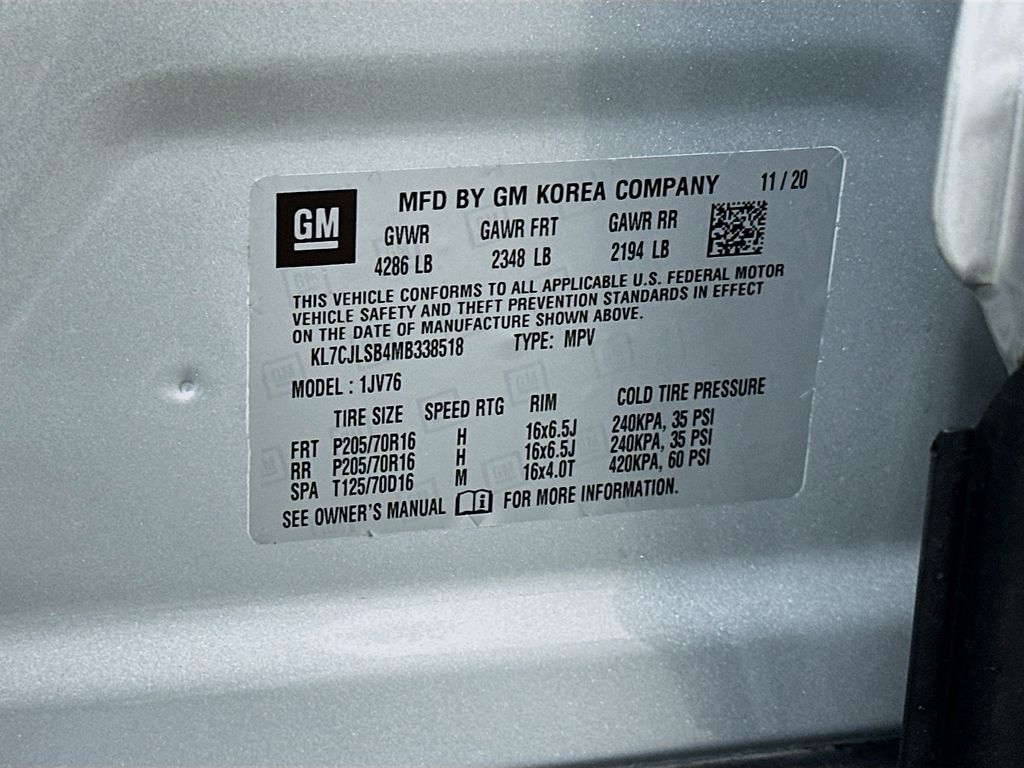 GM
MFD BY GM KOREA COMPANY 11 / 20
GVWR GAWR FRT GAWR RR
4286 LB 2348 LB 2194 LB
THIS VEHICLE CONFORMS TO ALL APPLICABLE U.S. FEDERAL MOTOR
VEHICLE SAFETY AND THEFT PREVENTION STANDARDS IN EFFECT
ON THE DATE OF MANUFACTURE SHOWN ABOVE.
KL7CJLSB4MB338518 TYPE: MPV
MODEL : 1JV76
TIRE SIZE SPEED RTG RIM COLD TIRE PRESSURE
FRT P205/70R16 H 16x6.5J 240KPA, 35 PSI
RR P205/70R16 H 16x6.5J 240KPA, 35 PSI
SPA T125/70D16 M 16x4.0T 420KPA, 60 PSI
SEE OWNER'S MANUAL FOR MORE INFORMATION.